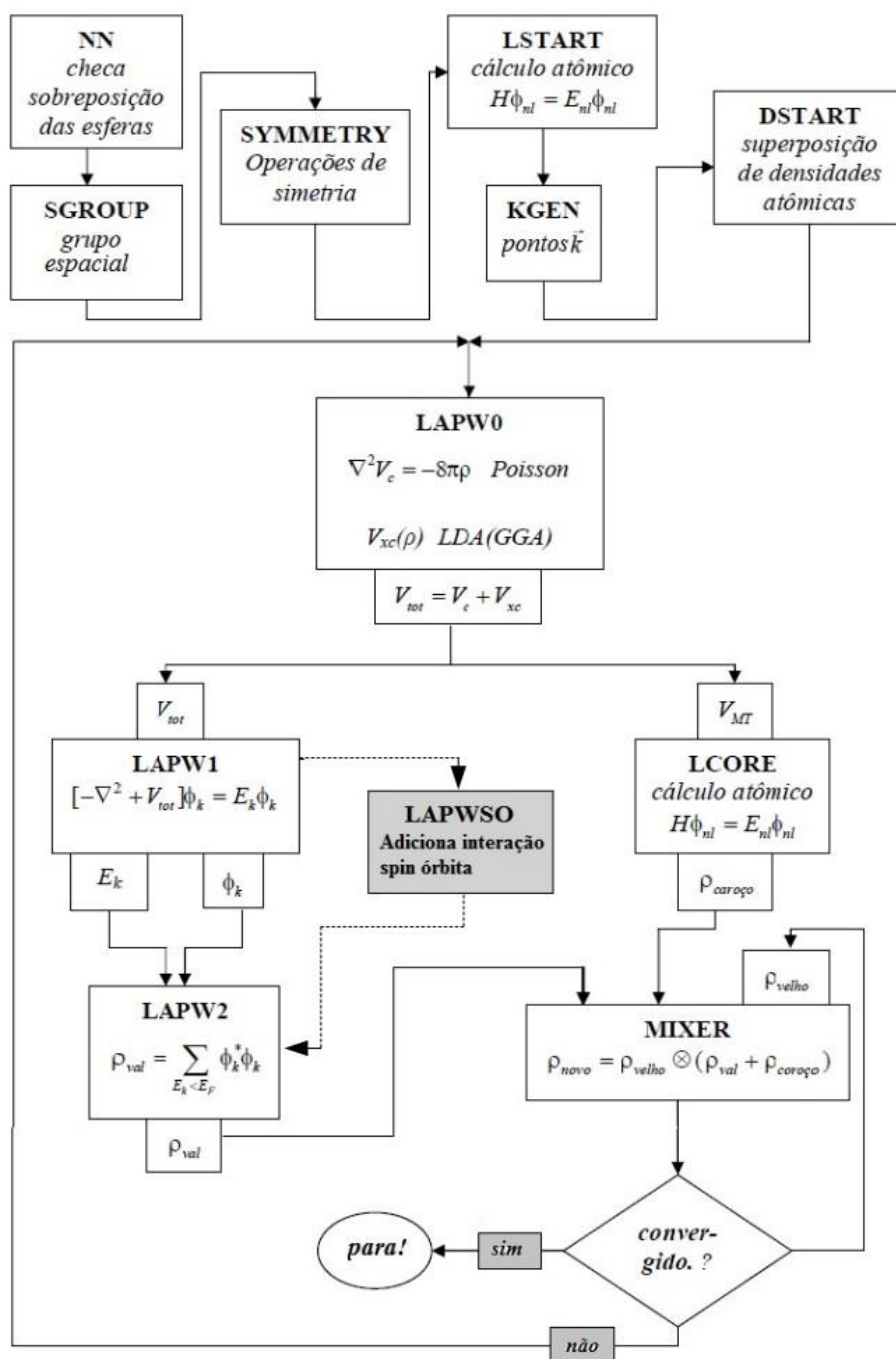 NN
checa
sobreposição
das esferas
SGROUP
grupo
espacial
SYMMETRY
Operações de
simetria
LSTART
cálculo atômico
Hϕ_nl = E_nl ϕ_nl
KGEN
pontos k⃗
DSTART
superposição
de densidades
atômicas
LAPW0
∇²V_c = −8πρ Poisson
V_xc(ρ) LDA(GGA)
V_tot = V_c + V_xc
V_tot
LAPW1
[−∇² + V_tot]ϕ_k = E_k ϕ_k
E_k
ϕ_k
LAPWSO
Adiciona interação
spin órbita
V_MT
LCORE
cálculo atômico
Hϕ_nl = E_nl ϕ_nl
ρ_caroço
LAPW2
ρ_val = ∑_{E_k<E_F} ϕ_k^* ϕ_k
ρ_val
ρ_velho
MIXER
ρ_novo = ρ_velho ⊗ (ρ_val + ρ_coroço)
conver-
gido. ?
sim
para!
não